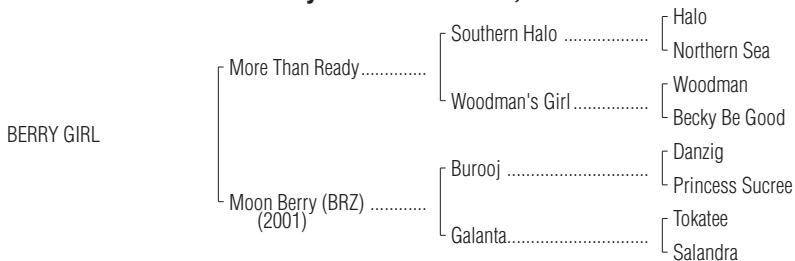 Halo
Southern Halo ..................
Northern Sea
More Than Ready..............
Woodman
Woodman's Girl................
Becky Be Good
BERRY GIRL
Danzig
Burooj ..............................
Princess Sucree
Moon Berry (BRZ) ............
(2001)
Tokatee
Galanta..............................
Salandra